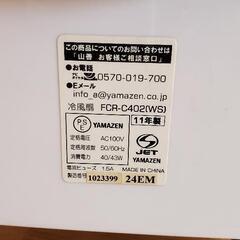 この商品についてのお問い合わせは
「山善 お客様ご相談窓口」まで
●お電話
0570-019-700
●Eメール
info_a@yamazen.co.jp
冷風扇 FCR-C402(WS)
PSE YAMAZEN 11年製
定格電圧 AC100V
定格周波数 50/60Hz
消費電力 40/43W
S JET
YAMAZEN
電流ヒューズ 1.5A MADE IN CHINA
製造番号 1023399 24EM